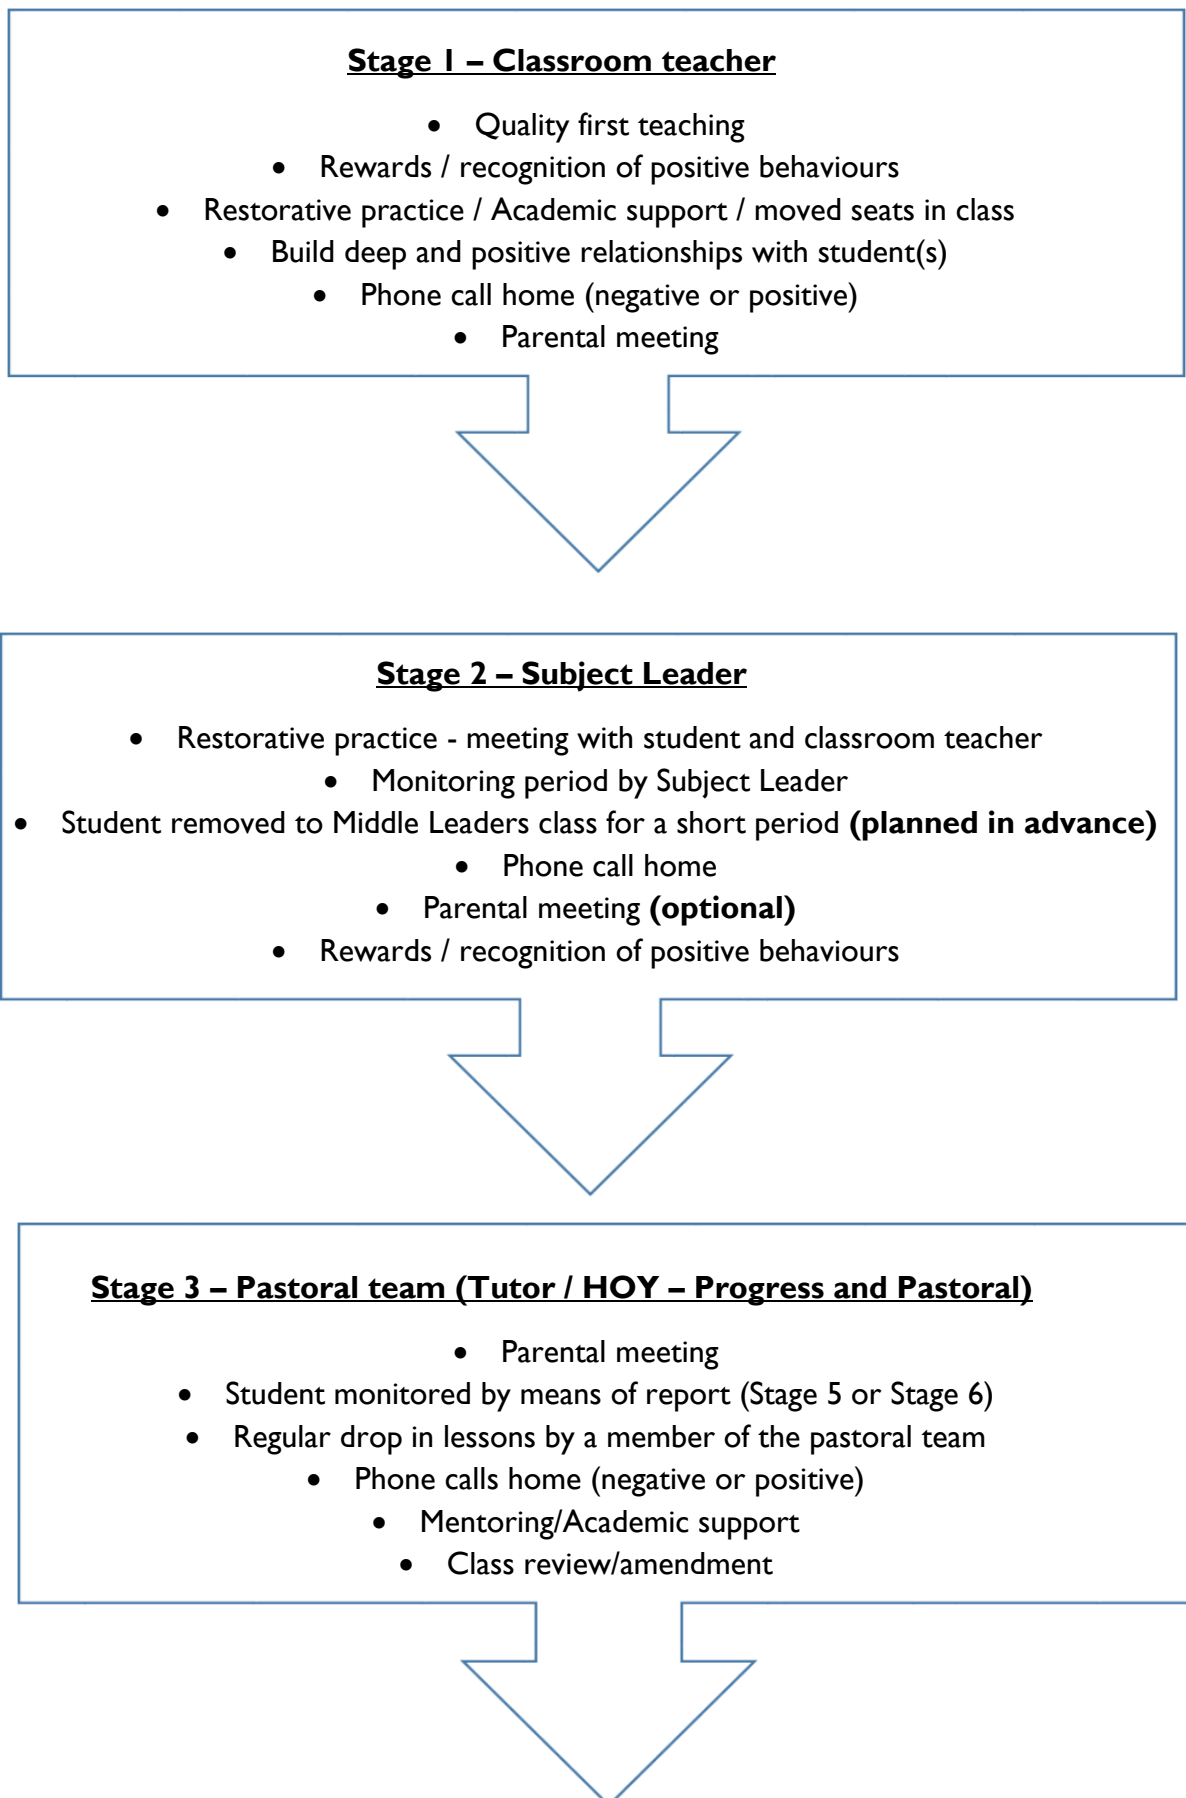 Stage 1 – Classroom teacher
• Quality first teaching
• Rewards / recognition of positive behaviours
• Restorative practice / Academic support / moved seats in class
• Build deep and positive relationships with student(s)
• Phone call home (negative or positive)
• Parental meeting
Stage 2 – Subject Leader
• Restorative practice - meeting with student and classroom teacher
• Monitoring period by Subject Leader
• Student removed to Middle Leaders class for a short period (planned in advance)
• Phone call home
• Parental meeting (optional)
• Rewards / recognition of positive behaviours
Stage 3 – Pastoral team (Tutor / HOY – Progress and Pastoral)
• Parental meeting
• Student monitored by means of report (Stage 5 or Stage 6)
• Regular drop in lessons by a member of the pastoral team
• Phone calls home (negative or positive)
• Mentoring/Academic support
• Class review/amendment